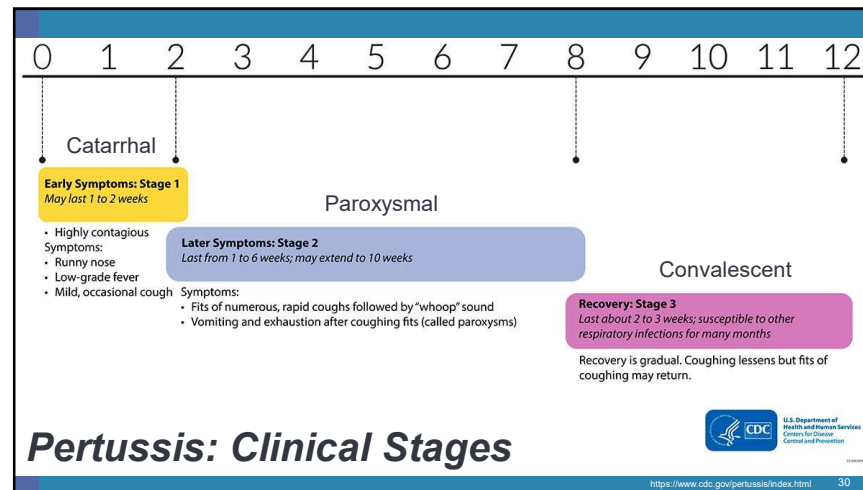 0 1 2 3 4 5 6 7 8 9 10 11 12
Catarrhal
Early Symptoms: Stage 1
May last 1 to 2 weeks
• Highly contagious
Symptoms:
• Runny nose
• Low-grade fever
• Mild, occasional cough
Paroxysmal
Later Symptoms: Stage 2
Last from 1 to 6 weeks; may extend to 10 weeks
Symptoms:
• Fits of numerous, rapid coughs followed by “whoop” sound
• Vomiting and exhaustion after coughing fits (called paroxysms)
Convalescent
Recovery: Stage 3
Last about 2 to 3 weeks; susceptible to other
respiratory infections for many months
Recovery is gradual. Coughing lessens but fits of
coughing may return.
Pertussis: Clinical Stages
CDC
U.S. Department of
Health and Human Services
Centers for Disease
Control and Prevention
https://www.cdc.gov/pertussis/index.html 30